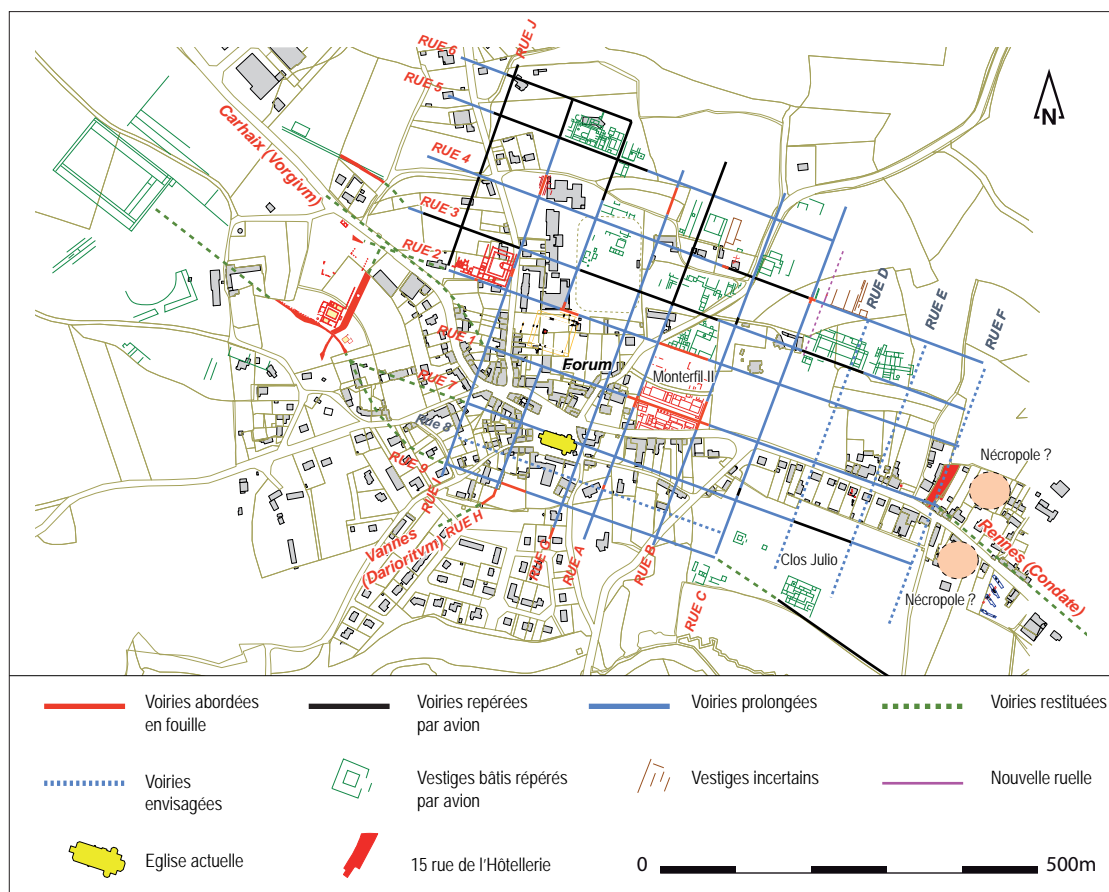 RUE 6
RUE J
RUE 5
N
Carhaix (Vorgivm)
RUE 4
RUE 3
RUE 2
RUE D
RUE E
RUE F
RUE 1
Forum
Monterfil II
RUE 7
Rue 8
Nécropole ?
RUE 9
RUE I
RUE H
Vannes
(Darioritvm)
RUE G
RUE A
RUE B
Clos Julio
Rennes (Condate)
RUE C
Nécropole ?
Voiries abordées
en fouille
Voiries repérées
par avion
Voiries prolongées
Voiries restituées
Voiries
envisagées
Vestiges bâtis répérés
par avion
Vestiges incertains
Nouvelle ruelle
Eglise actuelle
15 rue de l'Hôtellerie
0
500m